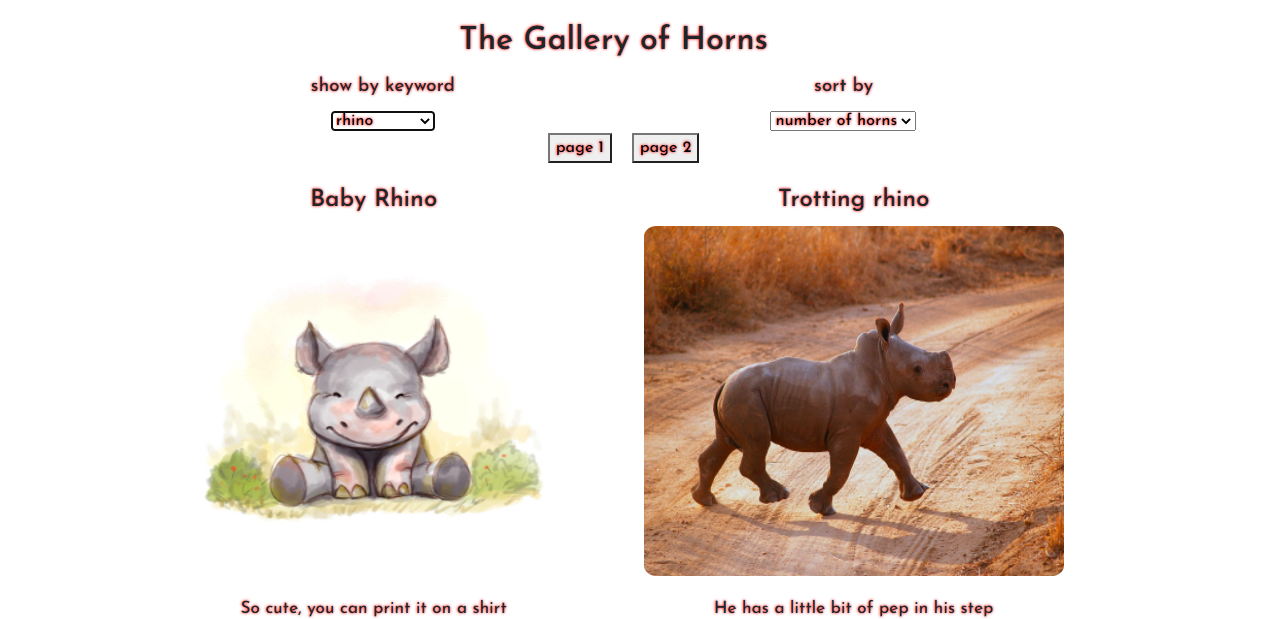 The Gallery of Horns
show by keyword
sort by
rhino
number of horns
page 1
page 2
Baby Rhino
Trotting rhino
So cute, you can print it on a shirt
He has a little bit of pep in his step